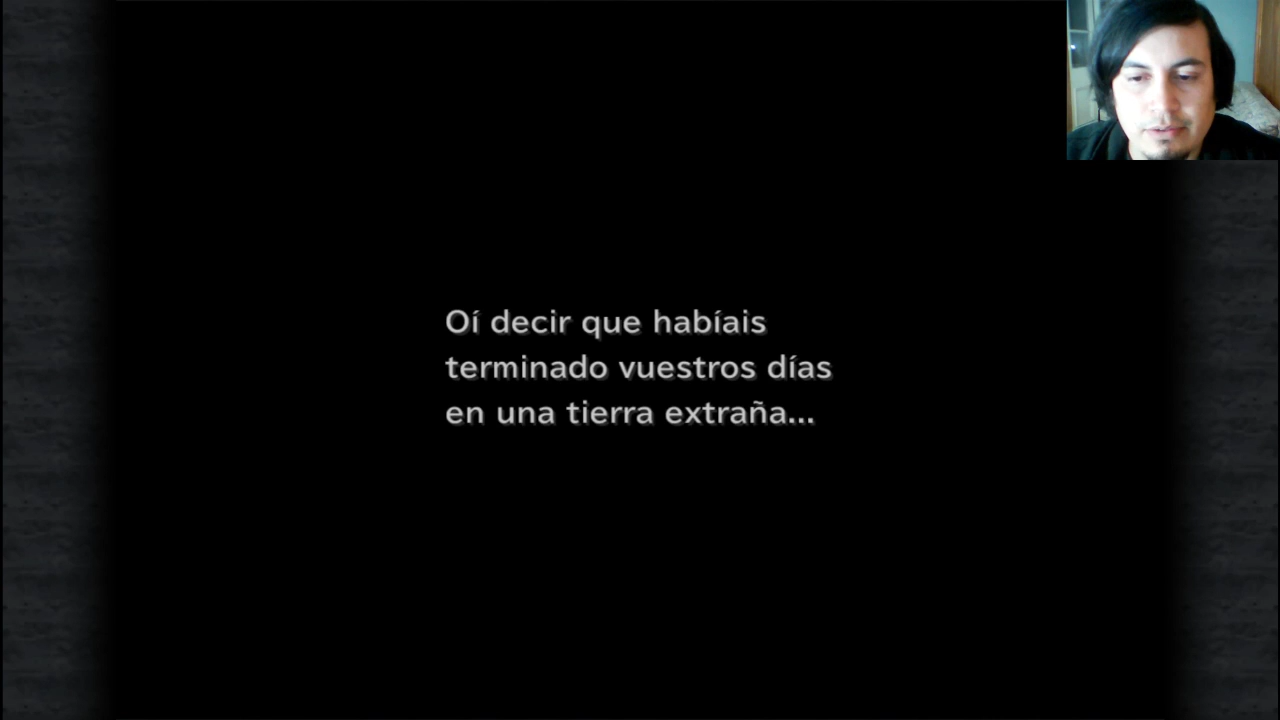 Oí decir que habíais
terminado vuestros días
en una tierra extraña...